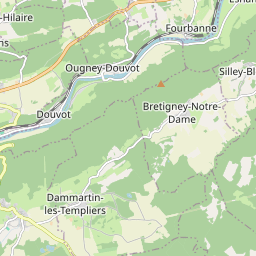 -Hilaire
Fourbanne
Ougney-Douvot
Silley-Bl
Douvot
Bretigney-Notre-
Dame
Dammartin-
les-Templiers